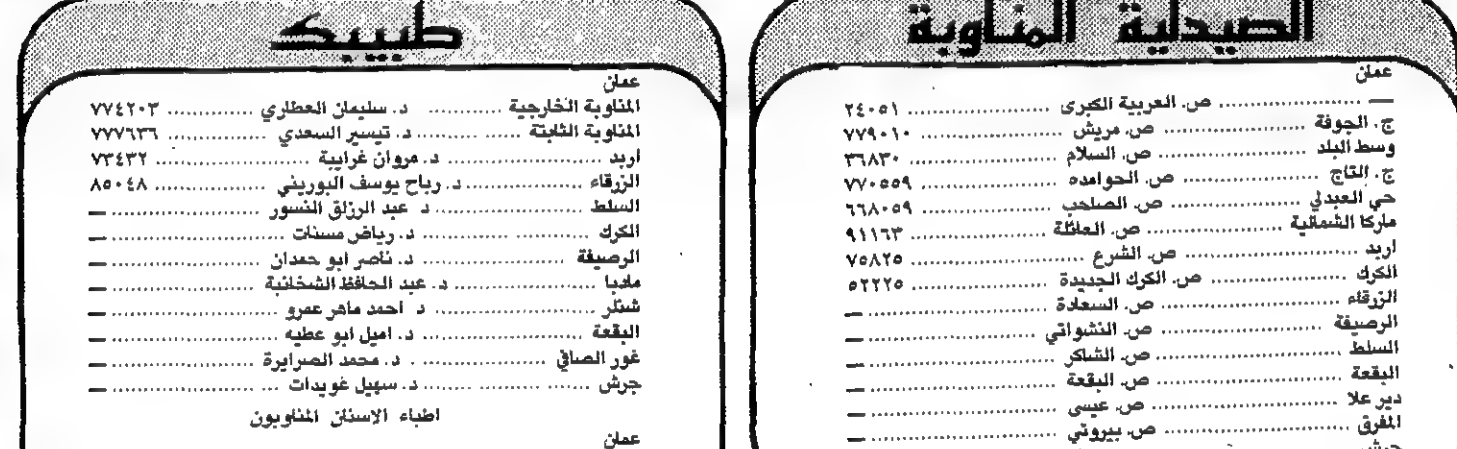 الصيدلية المناوبة
عمان
— .................. ص. العربية الكبرى .................. ٢٤٠٥١
ج. الجوفة .................. ص. مريش .................. ٧٧٩٠١٠
وسط البلد .................. ص. السلام .................. ٣٦٨٣٠
ج. التاج .................. ص. الحوامده .................. ٧٧٠٥٥٩
حي العبدلي .................. ص. الصاحب .................. ٦٦٨٠٥٩
ماركا الشمالية .................. ص. العائلة .................. ٩١١٦٣
اربد .................. ص. الشرع .................. ٧٥٨٢٥
الكرك .................. ص. الكرك الجديدة .................. ٥٢٢٢٥
الزرقاء .................. ص. السعادة .................. —
الرصيفة .................. ص. النشواتي .................. —
السلط .................. ص. الشاكر .................. —
البقعة .................. ص. البقعة .................. —
دير علا .................. ص. عيسى .................. —
المفرق .................. ص. بيروتي .................. —
جرش
طبيبك
عمان
المناوبة الخارجية ............ د. سليمان العطاري ............ ٧٧٤٢٠٣
المناوبة الثابتة ............ د. تيسير السعدي ............ ٧٧٧٦٣٦
اربد .................. د. مروان غرايبة .................. ٧٣٤٣٢
الزرقاء .................. د. رباح يوسف البوريني .................. ٨٥٠٤٨
السلط .................. د عبد الرزاق النسور .................. —
الكرك .................. د. رياض مسنات .................. —
الرصيفة .................. د. ناصر ابو حمدان .................. —
مادبا .................. د. عبد الحافظ الشخانبة .................. —
شنلر .................. د احمد ماهر عمرو .................. —
البقعة .................. د. اميل ابو عطيه .................. —
غور الصافي .................. د. محمد الصرايرة .................. —
جرش .................. د. سهيل غويدات .................. —
اطباء الاسنان المناوبون
عمان